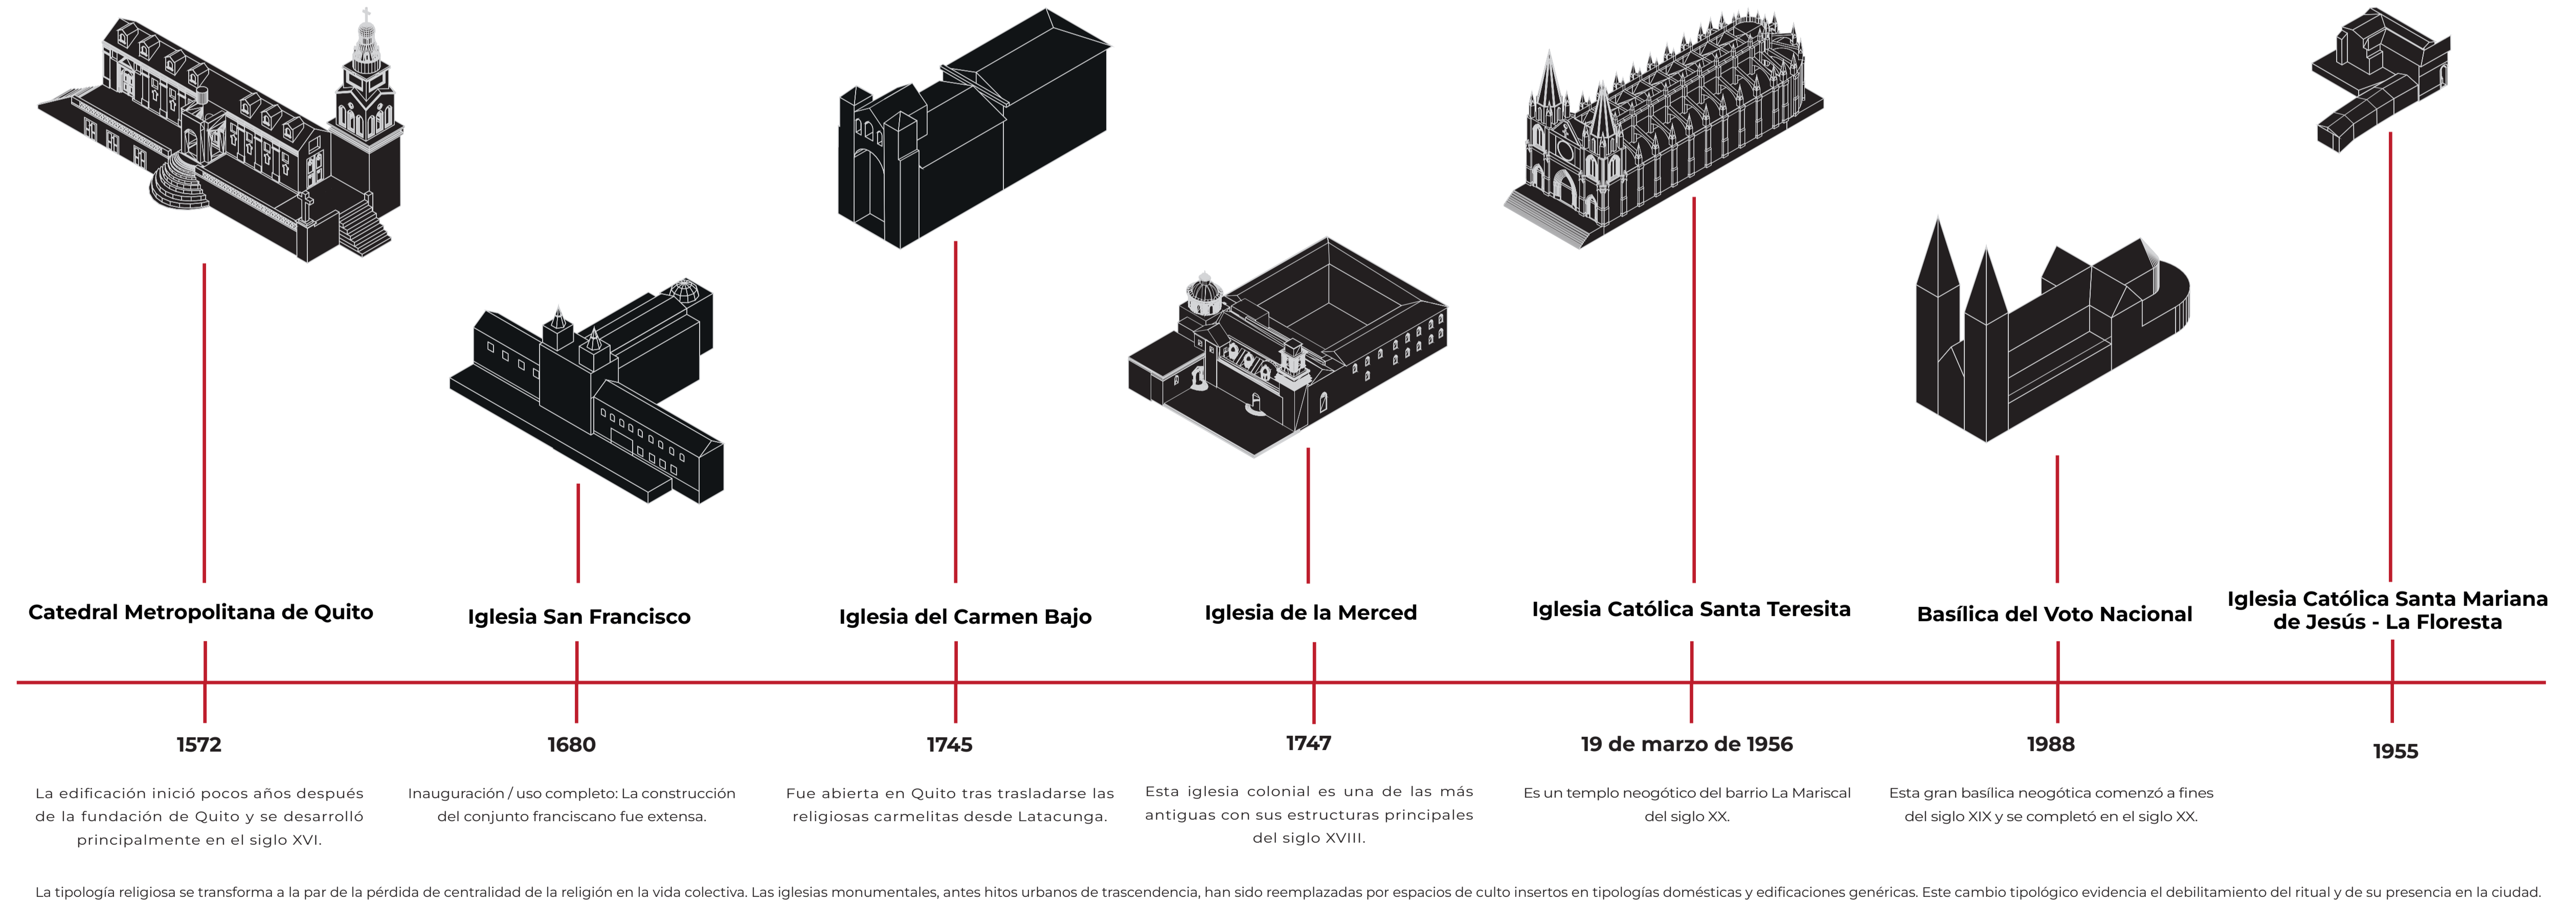 Catedral Metropolitana de Quito
Iglesia San Francisco
Iglesia del Carmen Bajo
Iglesia de la Merced
Iglesia Católica Santa Teresita
Basílica del Voto Nacional
Iglesia Católica Santa Mariana
de Jesús - La Floresta
1572
1680
1745
1747
19 de marzo de 1956
1988
1955
La edificación inició pocos años después
de la fundación de Quito y se desarrolló
principalmente en el siglo XVI.
Inauguración / uso completo: La construcción
del conjunto franciscano fue extensa.
Fue abierta en Quito tras trasladarse las
religiosas carmelitas desde Latacunga.
Esta iglesia colonial es una de las más
antiguas con sus estructuras principales
del siglo XVIII.
Es un templo neogótico del barrio La Mariscal
del siglo XX.
Esta gran basílica neogótica comenzó a fines
del siglo XIX y se completó en el siglo XX.
La tipología religiosa se transforma a la par de la pérdida de centralidad de la religión en la vida colectiva. Las iglesias monumentales, antes hitos urbanos de trascendencia, han sido reemplazadas por espacios de culto insertos en tipologías domésticas y edificaciones genéricas. Este cambio tipológico evidencia el debilitamiento del ritual y de su presencia en la ciudad.